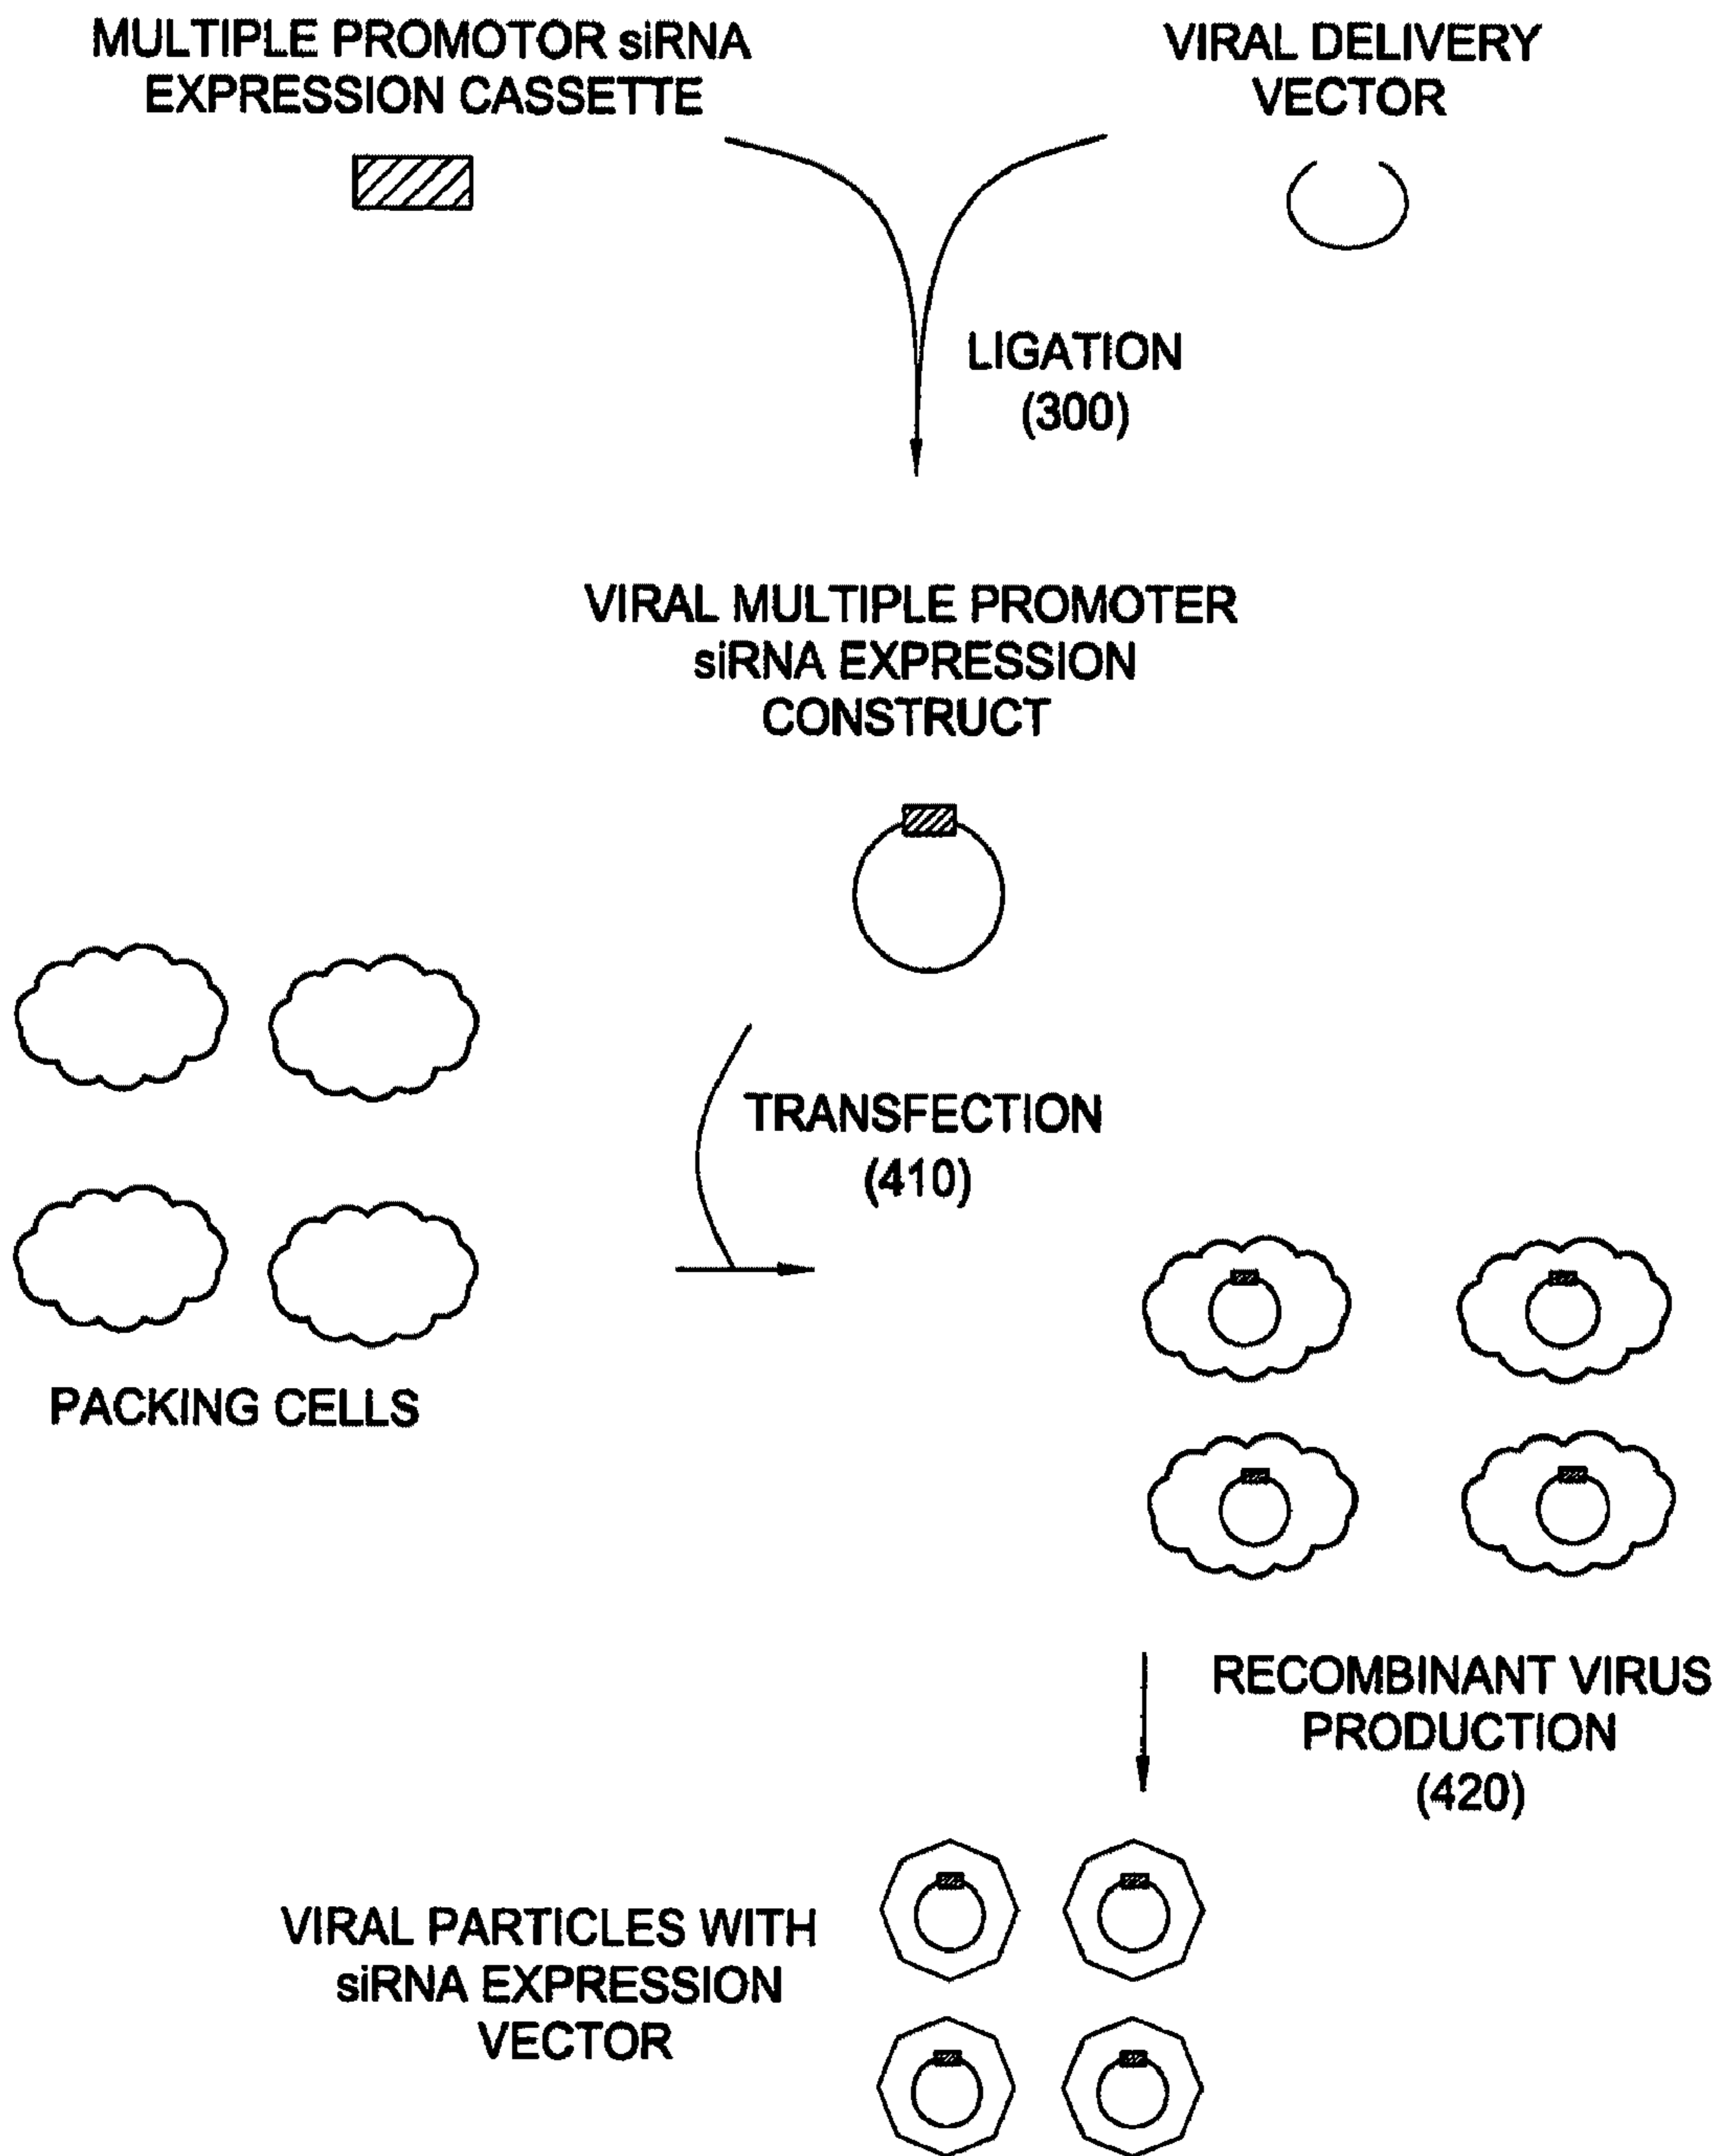 MULTIPLE PROMOTOR siRNA
EXPRESSION CASSETTE
VIRAL DELIVERY
VECTOR
LIGATION
(300)
VIRAL MULTIPLE PROMOTER
siRNA EXPRESSION
CONSTRUCT
TRANSFECTION
(410)
PACKING CELLS
RECOMBINANT VIRUS
PRODUCTION
(420)
VIRAL PARTICLES WITH
siRNA EXPRESSION
VECTOR